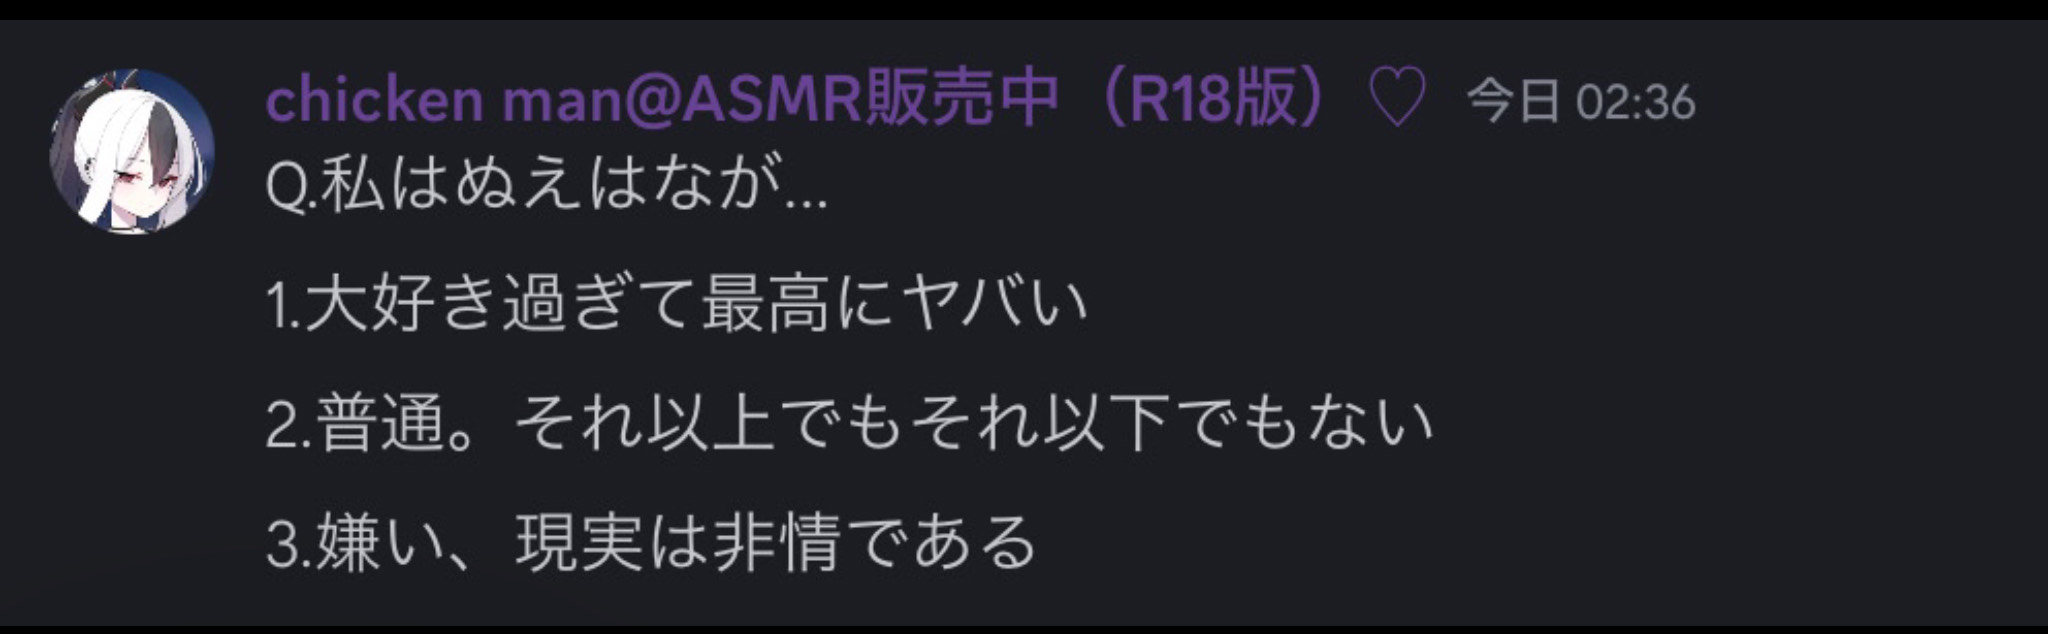 chicken man@ASMR販売中（R18版）♡ 今日 02:36
Q.私はぬえはなが...
1.大好き過ぎて最高にヤバい
2.普通。それ以上でもそれ以下でもない
3.嫌い、現実は非情である